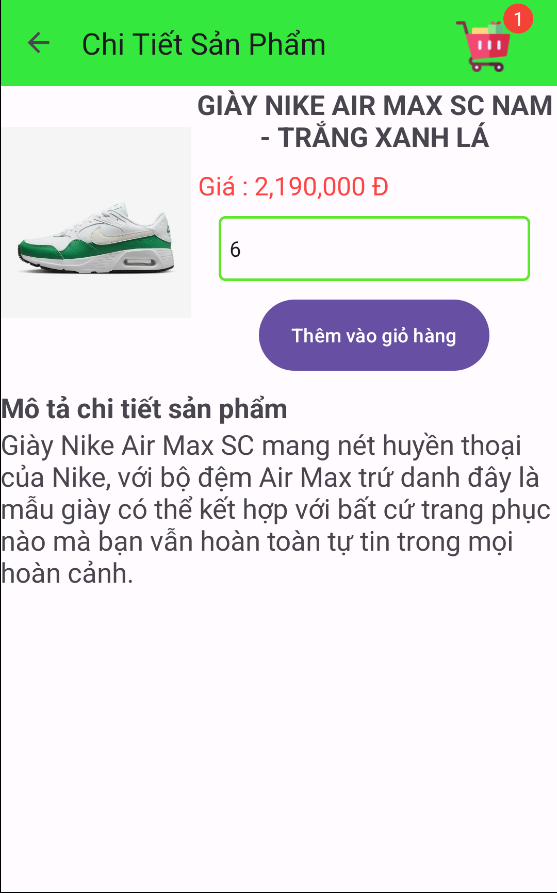 Chi Tiết Sản Phẩm
1
GIÀY NIKE AIR MAX SC NAM
- TRẮNG XANH LÁ
Giá : 2,190,000 Đ
6
Thêm vào giỏ hàng
Mô tả chi tiết sản phẩm
Giày Nike Air Max SC mang nét huyền thoại
của Nike, với bộ đệm Air Max trứ danh đây là
mẫu giày có thể kết hợp với bất cứ trang phục
nào mà bạn vẫn hoàn toàn tự tin trong mọi
hoàn cảnh.